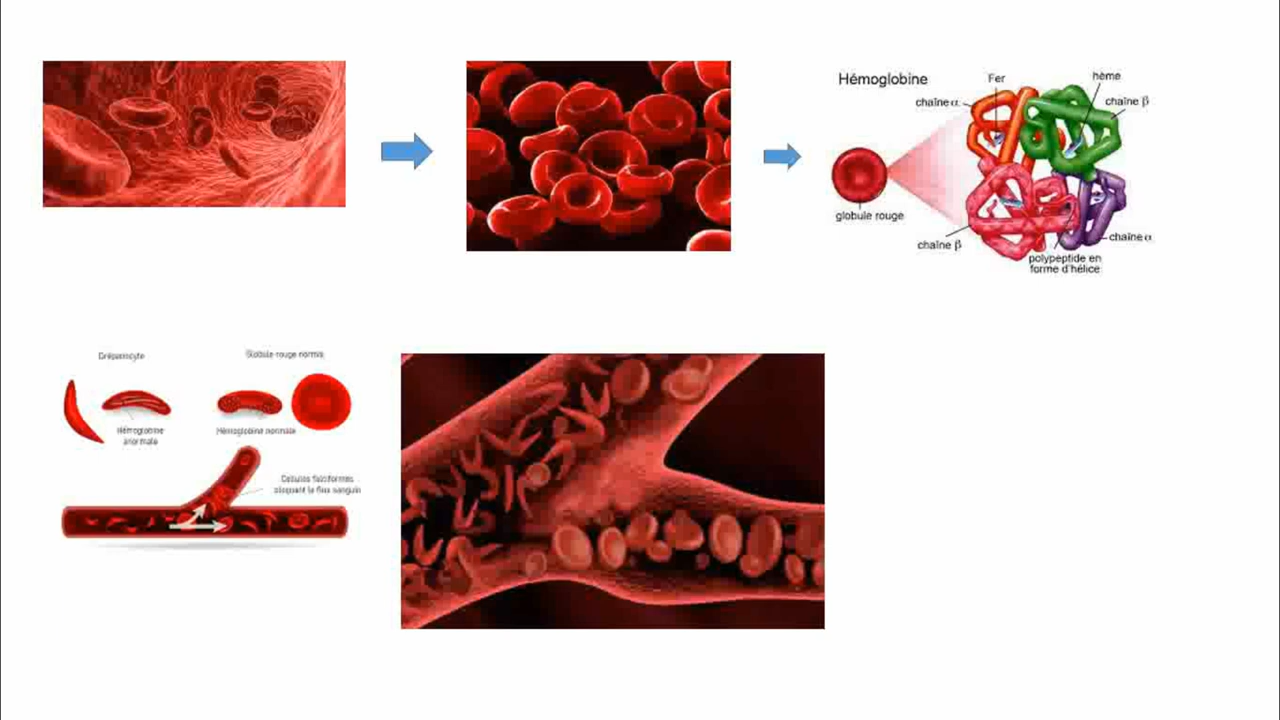 Hémoglobine
Fer
hème
chaîne α
chaîne β
globule rouge
chaîne β
chaîne α
polypeptide en
forme d'hélice
Drépanocyte
Globule rouge normal
Hémoglobine
anormale
Hémoglobine normale
Cellules falciformes
bloquant le flux sanguin